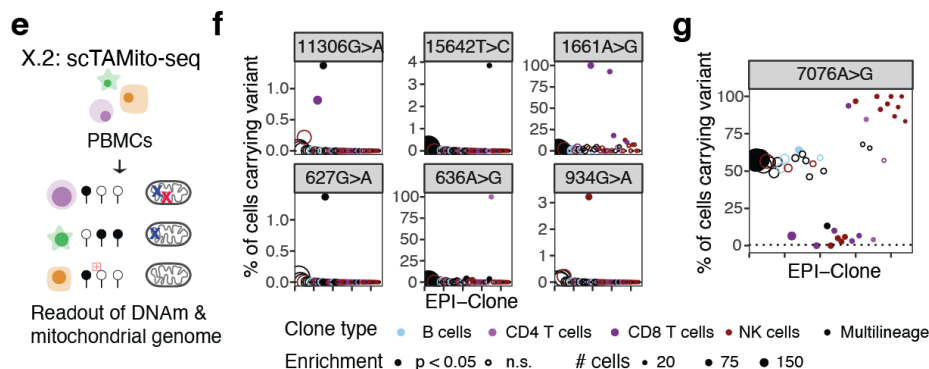 e
X.2: scTAMito-seq
PBMCs
X
X
X
Readout of DNAm &
mitochondrial genome
f
% of cells carrying variant
11306G>A
15642T>C
1661A>G
1.0
0.5
0.0
4
3
2
1
0
100
75
50
25
0
627G>A
636A>G
934G>A
1.0
0.5
0.0
100
75
50
25
0
3
2
1
0
EPI−Clone
g
% of cells carrying variant
7076A>G
100
75
50
25
0
EPI−Clone
Clone type B cells CD4 T cells CD8 T cells NK cells Multilineage
Enrichment p < 0.05 n.s. # cells 20 75 150